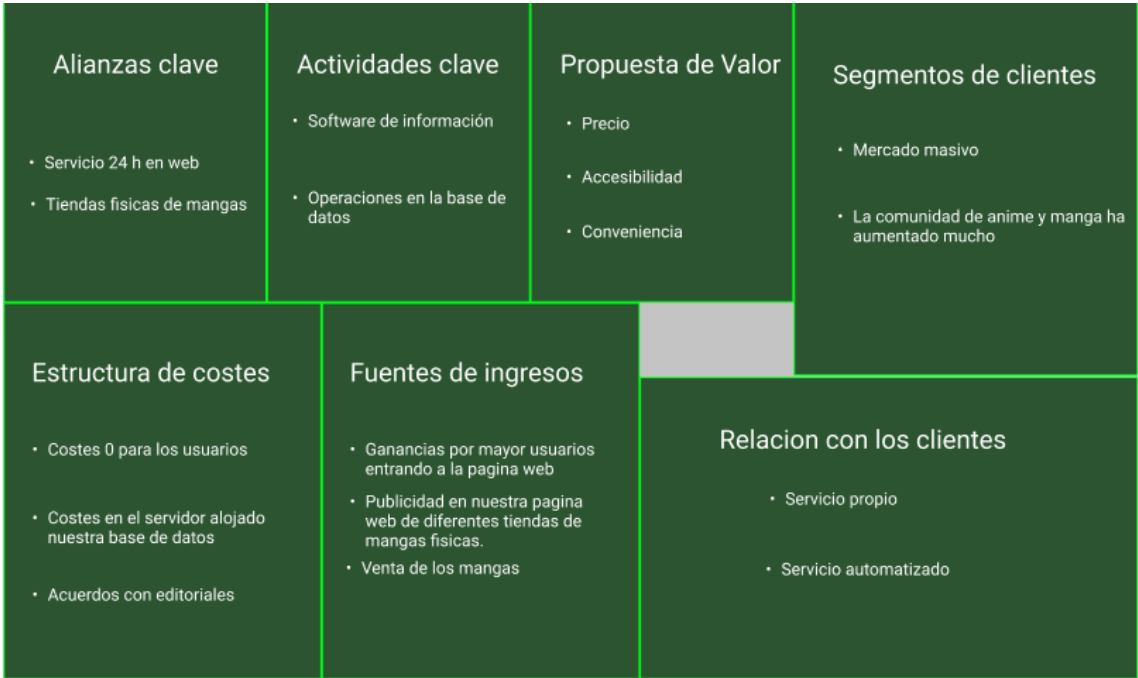 Alianzas clave
• Servicio 24 h en web
• Tiendas fisicas de mangas
Actividades clave
• Software de información
• Operaciones en la base de
datos
Propuesta de Valor
• Precio
• Accesibilidad
• Conveniencia
Segmentos de clientes
• Mercado masivo
• La comunidad de anime y manga ha
aumentado mucho
Estructura de costes
• Costes 0 para los usuarios
• Costes en el servidor alojado
nuestra base de datos
• Acuerdos con editoriales
Fuentes de ingresos
• Ganancias por mayor usuarios
entrando a la pagina web
• Publicidad en nuestra pagina
web de diferentes tiendas de
mangas fisicas.
• Venta de los mangas
Relacion con los clientes
• Servicio propio
• Servicio automatizado